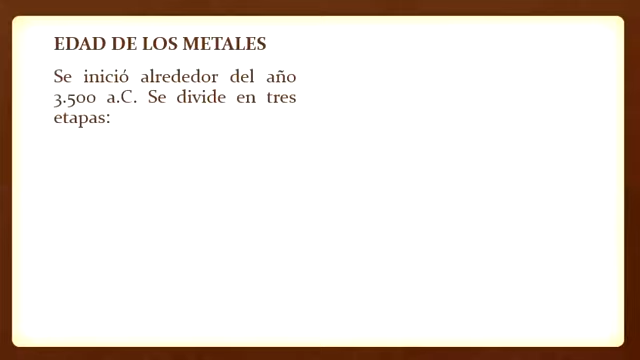 EDAD DE LOS METALES
Se inició alrededor del año
3.500 a.C. Se divide en tres
etapas: